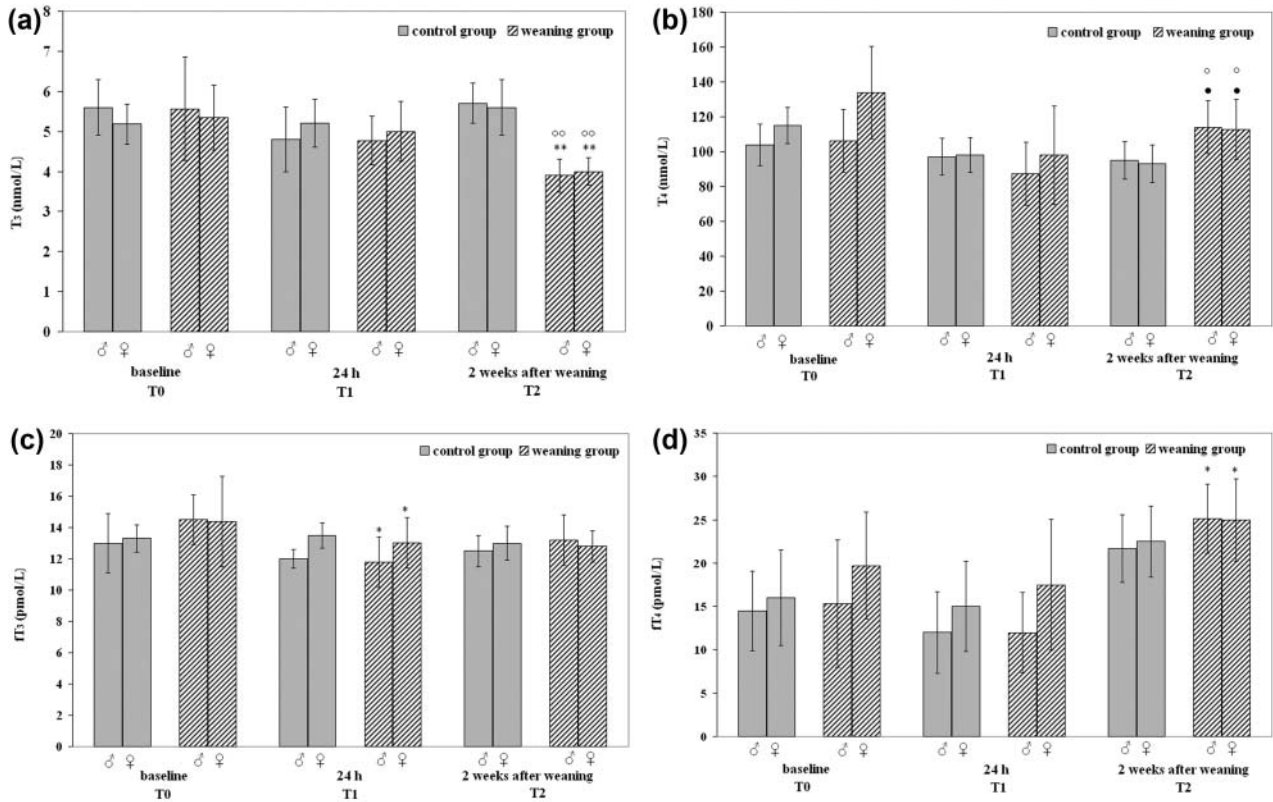 (a)
control group weaning group
8
7
6
5
4
3
2
1
0
T3 (nmol/L)
○○ ○○
** **
♂ ♀ ♂ ♀ ♂ ♀ ♂ ♀ ♂ ♀ ♂ ♀
baseline 24 h 2 weeks after weaning
T0 T1 T2
(b)
control group weaning group
180
160
140
120
100
80
60
40
20
0
T4 (nmol/L)
○ ○
● ●
♂ ♀ ♂ ♀ ♂ ♀ ♂ ♀ ♂ ♀ ♂ ♀
baseline 24 h 2 weeks after weaning
T0 T1 T2
(c)
control group weaning group
20
18
16
14
12
10
8
6
4
2
0
fT3 (pmol/L)
* *
♂ ♀ ♂ ♀ ♂ ♀ ♂ ♀ ♂ ♀ ♂ ♀
baseline 24 h 2 weeks after weaning
T0 T1 T2
(d)
control group weaning group
35
30
25
20
15
10
5
0
fT4 (pmol/L)
* *
♂ ♀ ♂ ♀ ♂ ♀ ♂ ♀ ♂ ♀ ♂ ♀
baseline 24 h 2 weeks after weaning
T0 T1 T2